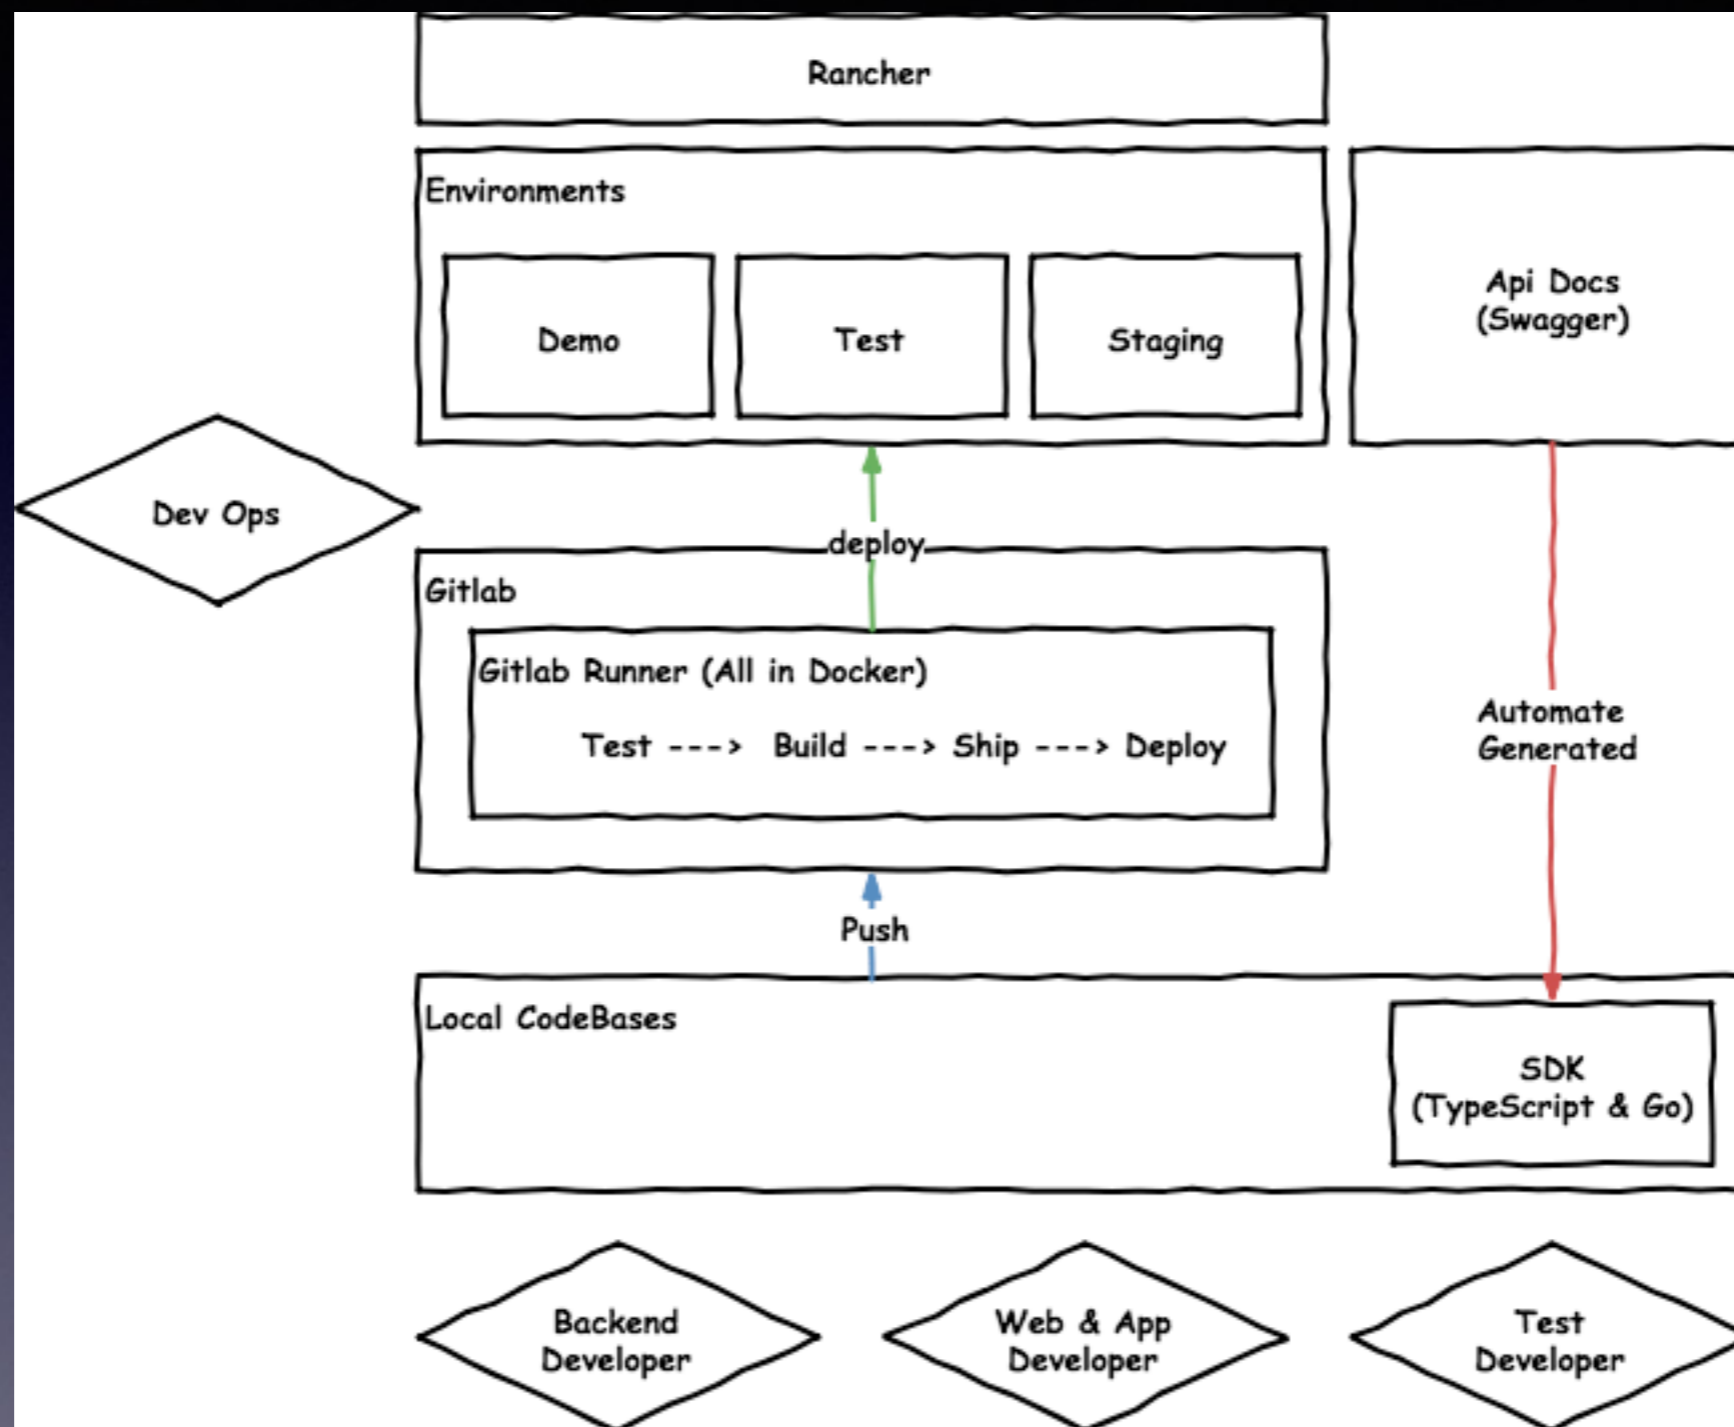 Rancher
Environments
Demo
Test
Staging
Api Docs
(Swagger)
Dev Ops
deploy
Gitlab
Gitlab Runner (All in Docker)
Test ---> Build ---> Ship ---> Deploy
Automate
Generated
Push
Local CodeBases
SDK
(TypeScript & Go)
Backend
Developer
Web & App
Developer
Test
Developer